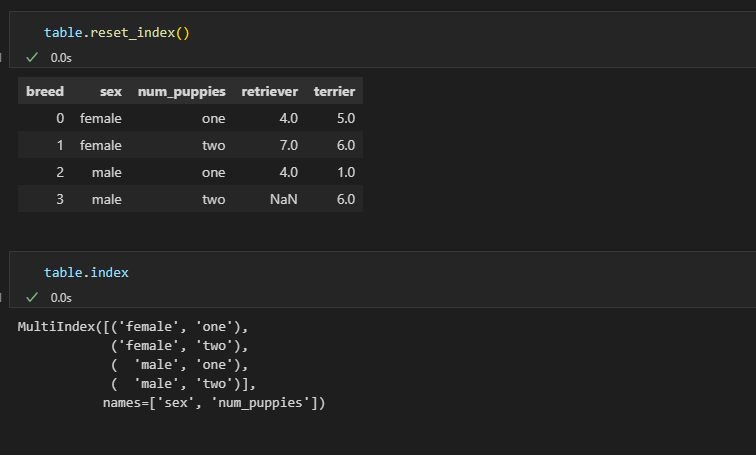 table.reset_index()
0.0s
breed sex num_puppies retriever terrier
0 female one 4.0 5.0
1 female two 7.0 6.0
2 male one 4.0 1.0
3 male two NaN 6.0
table.index
0.0s
MultiIndex([('female', 'one'),
            ('female', 'two'),
            (  'male', 'one'),
            (  'male', 'two')],
           names=['sex', 'num_puppies'])